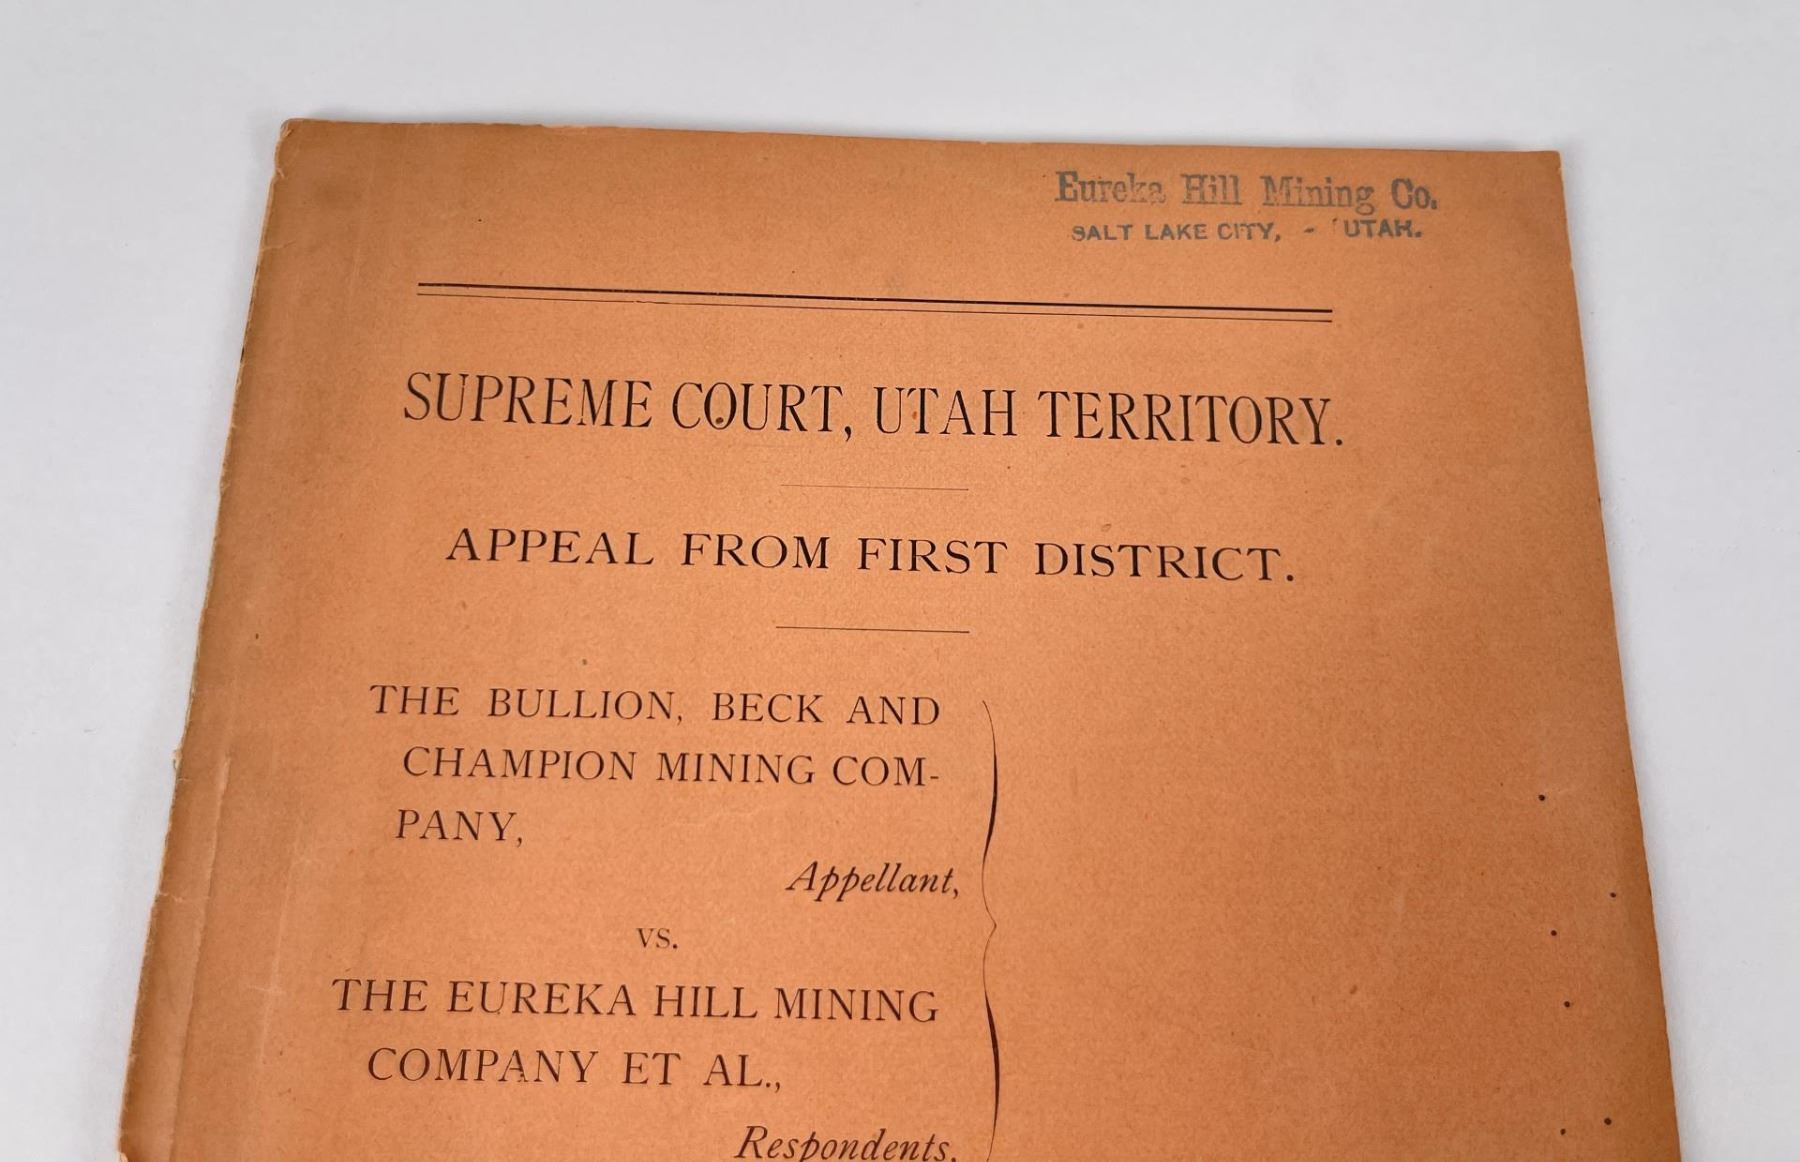 Eureka Hill Mining Co.
SALT LAKE CITY, - UTAH.
SUPREME COURT, UTAH TERRITORY.
APPEAL FROM FIRST DISTRICT.
THE BULLION, BECK AND
CHAMPION MINING COM-
PANY,
Appellant,
vs.
THE EUREKA HILL MINING
COMPANY ET AL.,
Respondents.